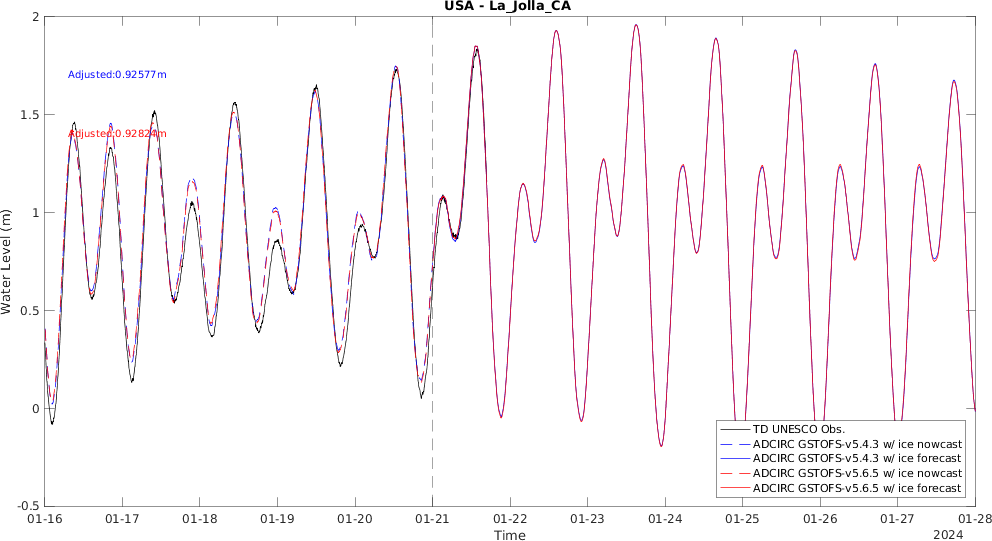 USA - La_Jolla_CA
2
1.5
1
0.5
0
-0.5
Water Level (m)
Adjusted:0.92577m
Adjusted:0.92824m
TD UNESCO Obs.
ADCIRC GSTOFS-v5.4.3 w/ ice nowcast
ADCIRC GSTOFS-v5.4.3 w/ ice forecast
ADCIRC GSTOFS-v5.6.5 w/ ice nowcast
ADCIRC GSTOFS-v5.6.5 w/ ice forecast
01-16 01-17 01-18 01-19 01-20 01-21 01-22 01-23 01-24 01-25 01-26 01-27 01-28
Time
2024